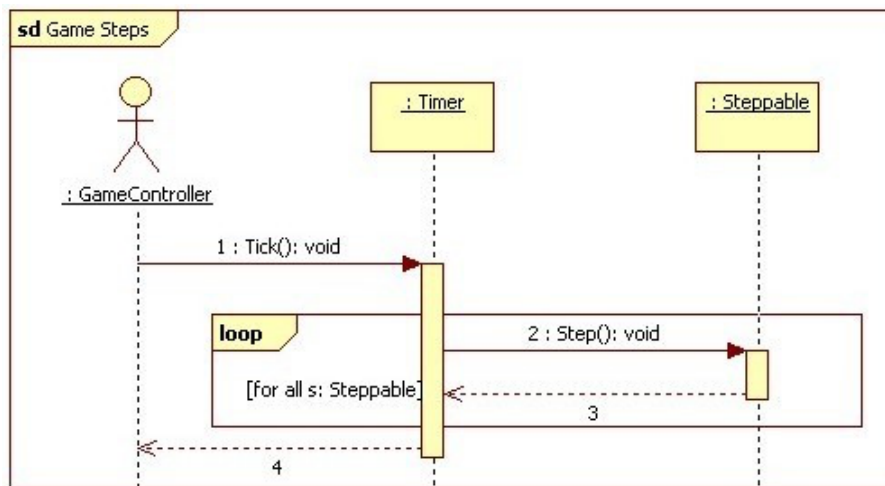 sd Game Steps
: Timer
: Steppable
: GameController
1 : Tick(): void
loop
2 : Step(): void
[for all s: Steppable]
3
4